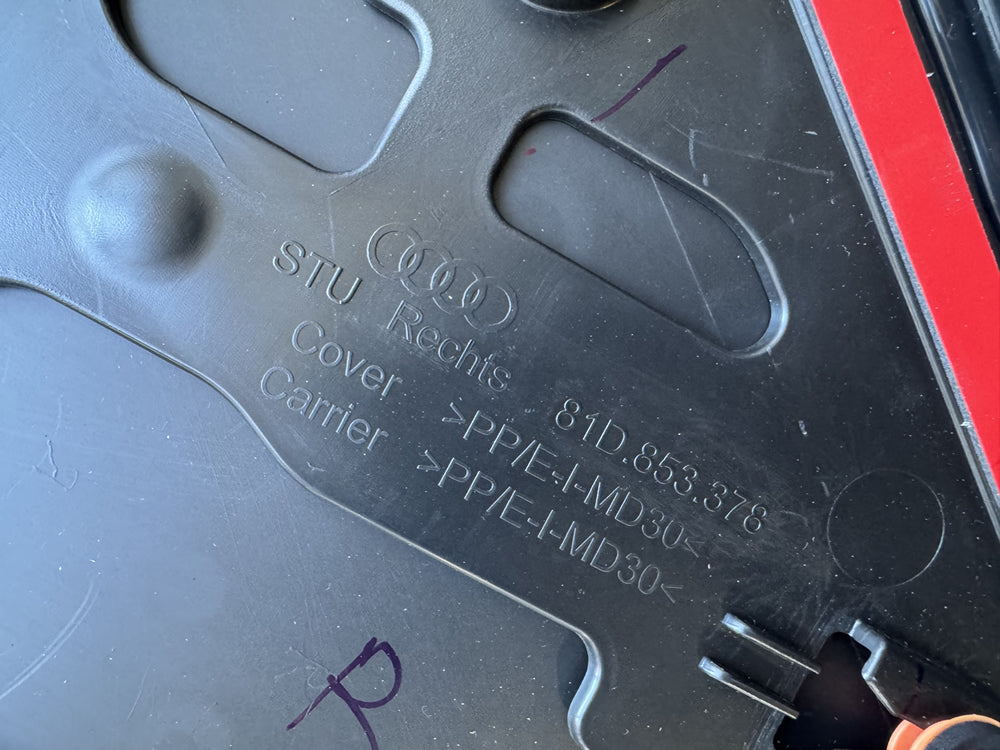 STU Rechts 81D.853.378
Cover >PP/E-I-MD30<
Carrier >PP/E-I-MD30<
R